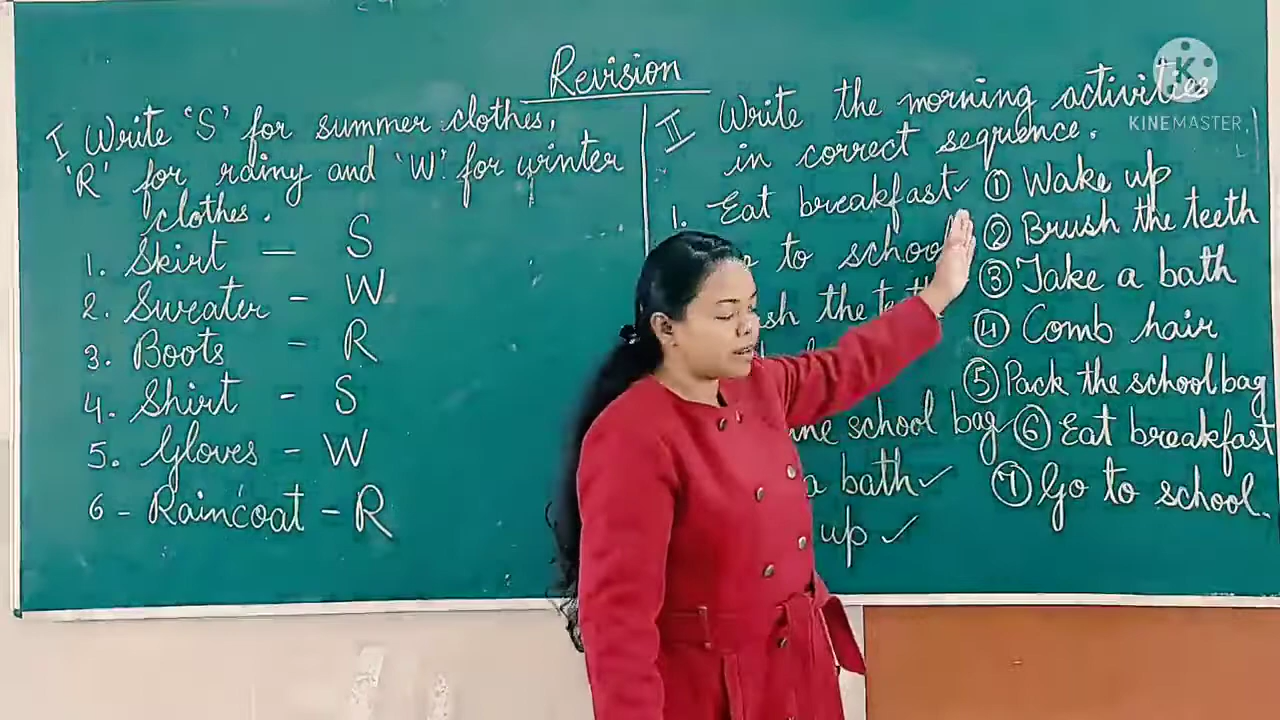 Revision
I Write 'S' for summer clothes,
'R' for rainy and 'W' for winter
clothes.
1. Skirt - S
2. Sweater - W
3. Boots - R
4. Shirt - S
5. Gloves - W
6 - Raincoat - R
II Write the morning activities
in correct sequence.
1. Eat breakfast ✓
to school
the
school bag
a bath ✓
up ✓
① Wake up
② Brush the teeth
③ Take a bath
④ Comb hair
⑤ Pack the school bag
⑥ Eat breakfast
⑦ Go to school.
KINEMASTER